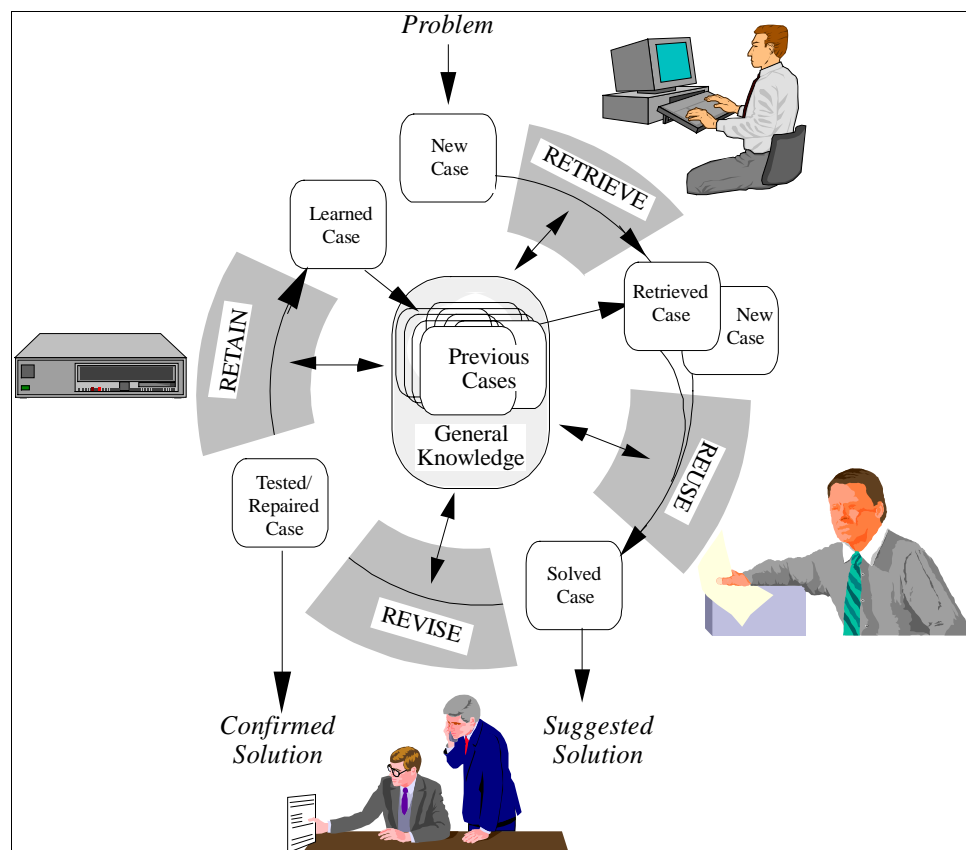 Problem
New
Case
RETRIEVE
Learned
Case
Retrieved
Case
New
Case
RETAIN
Previous
Cases
General
Knowledge
REUSE
Tested/
Repaired
Case
Solved
Case
REVISE
Confirmed
Solution
Suggested
Solution